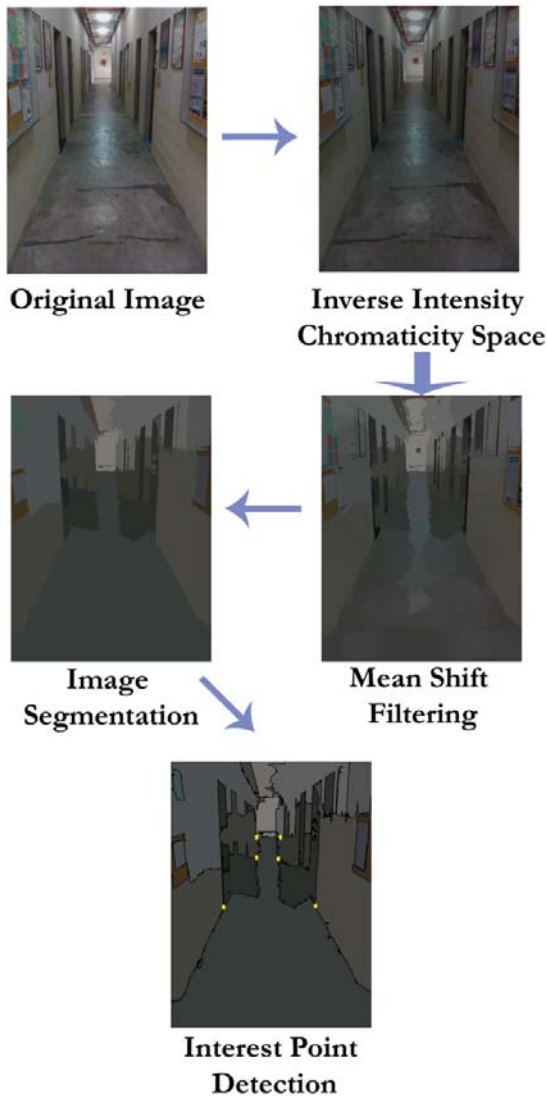 Original Image
Inverse Intensity
Chromaticity Space
Mean Shift
Filtering
Image
Segmentation
Interest Point
Detection